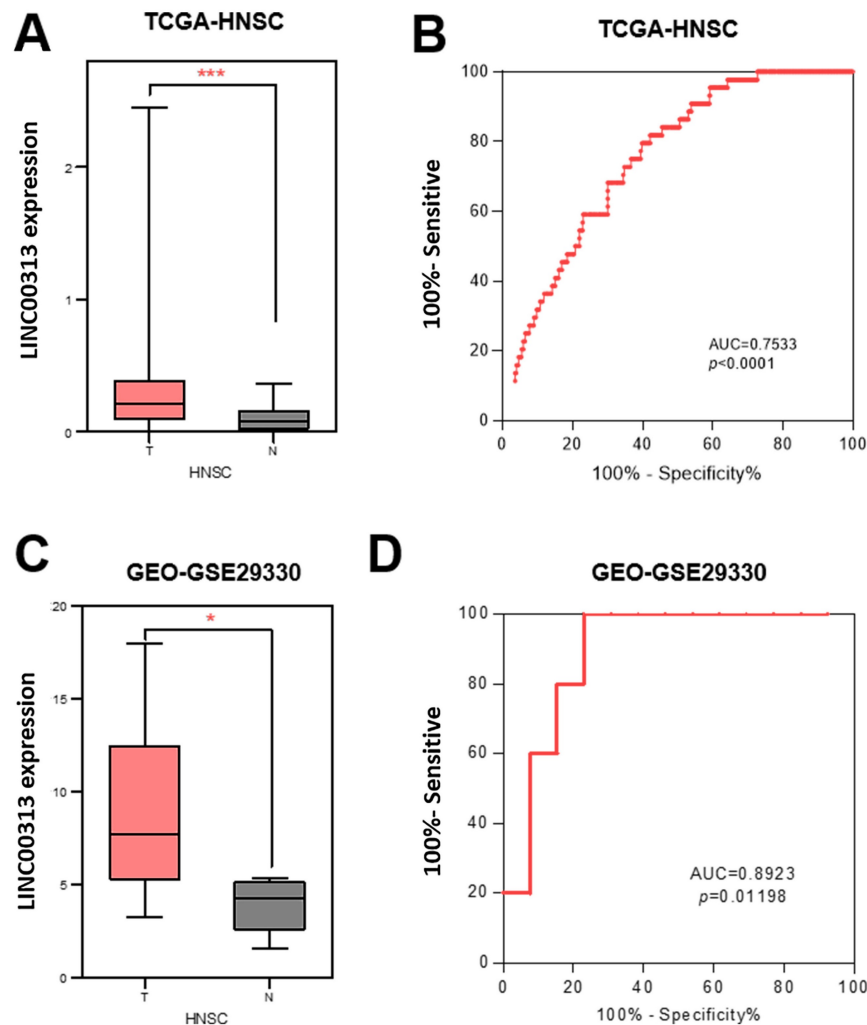 A
TCGA-HNSC
LINC00313 expression
2
1
0
***
T
N
HNSC
B
TCGA-HNSC
100%- Sensitive
100
80
60
40
20
0
AUC=0.7533
p<0.0001
0 20 40 60 80 100
100% - Specificity%
C
GEO-GSE29330
LINC00313 expression
20
15
10
5
0
*
T
N
HNSC
D
GEO-GSE29330
100%- Sensitive
100
80
60
40
20
0
AUC=0.8923
p=0.01198
0 20 40 60 80 100
100% - Specificity%